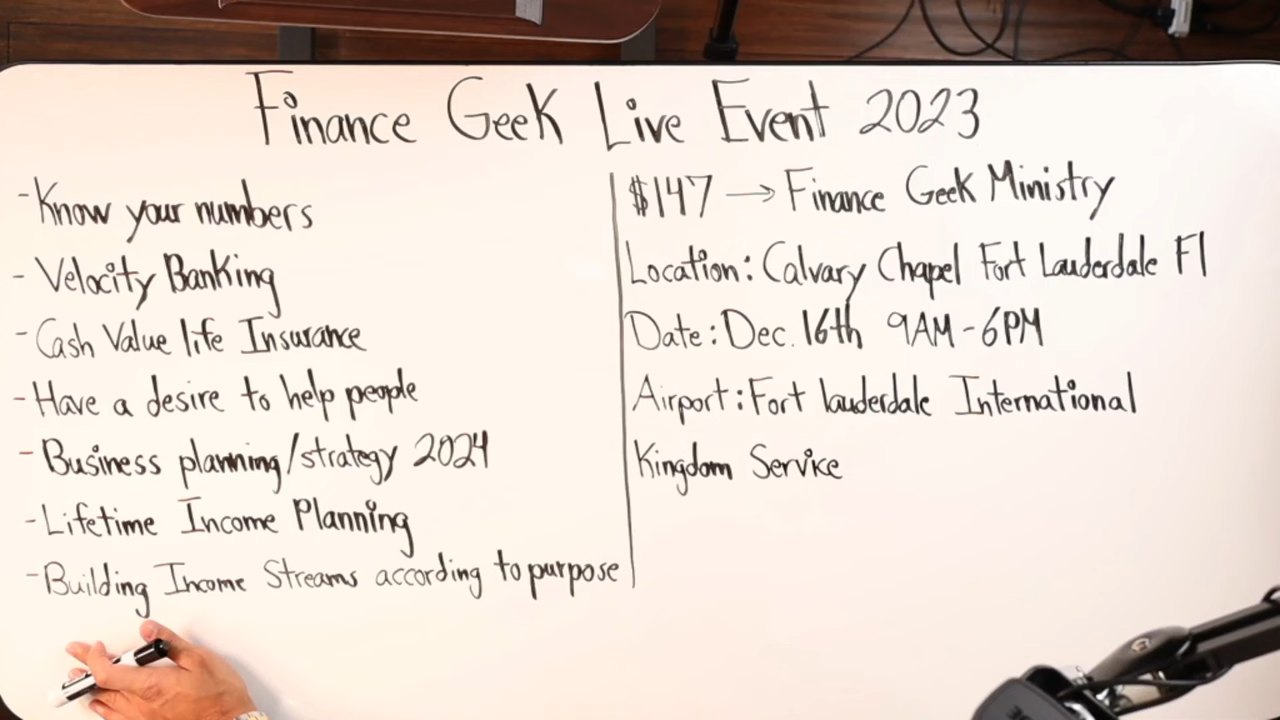 Finance Geek Live Event 2023
-Know your numbers
- Velocity Banking
- Cash Value life Insurance
- Have a desire to help people
- Business planning/strategy 2024
- Lifetime Income Planning
- Building Income Streams according to purpose
$147 → Finance Geek Ministry
Location: Calvary Chapel Fort Lauderdale Fl
Date: Dec. 16th 9AM-6PM
Airport: Fort lauderdale International
Kingdom Service